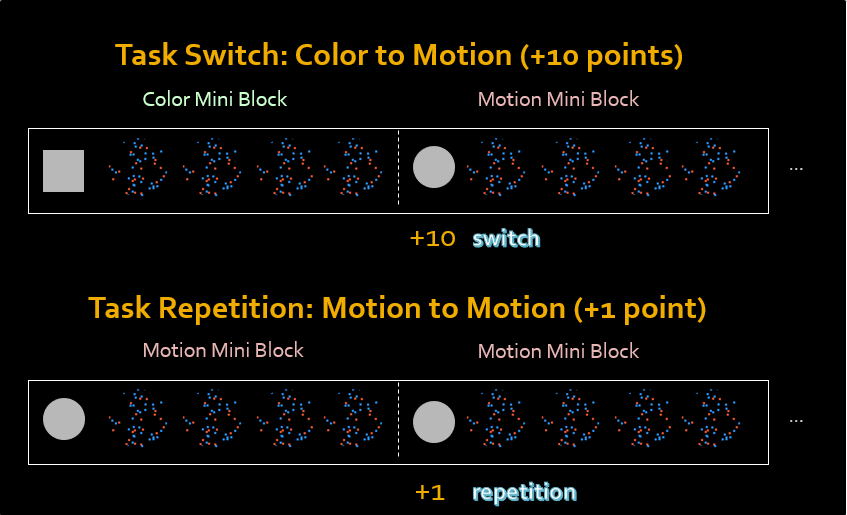 Task Switch: Color to Motion (+10 points)
Color Mini Block Motion Mini Block
...
+10 switch
Task Repetition: Motion to Motion (+1 point)
Motion Mini Block Motion Mini Block
...
+1 repetition